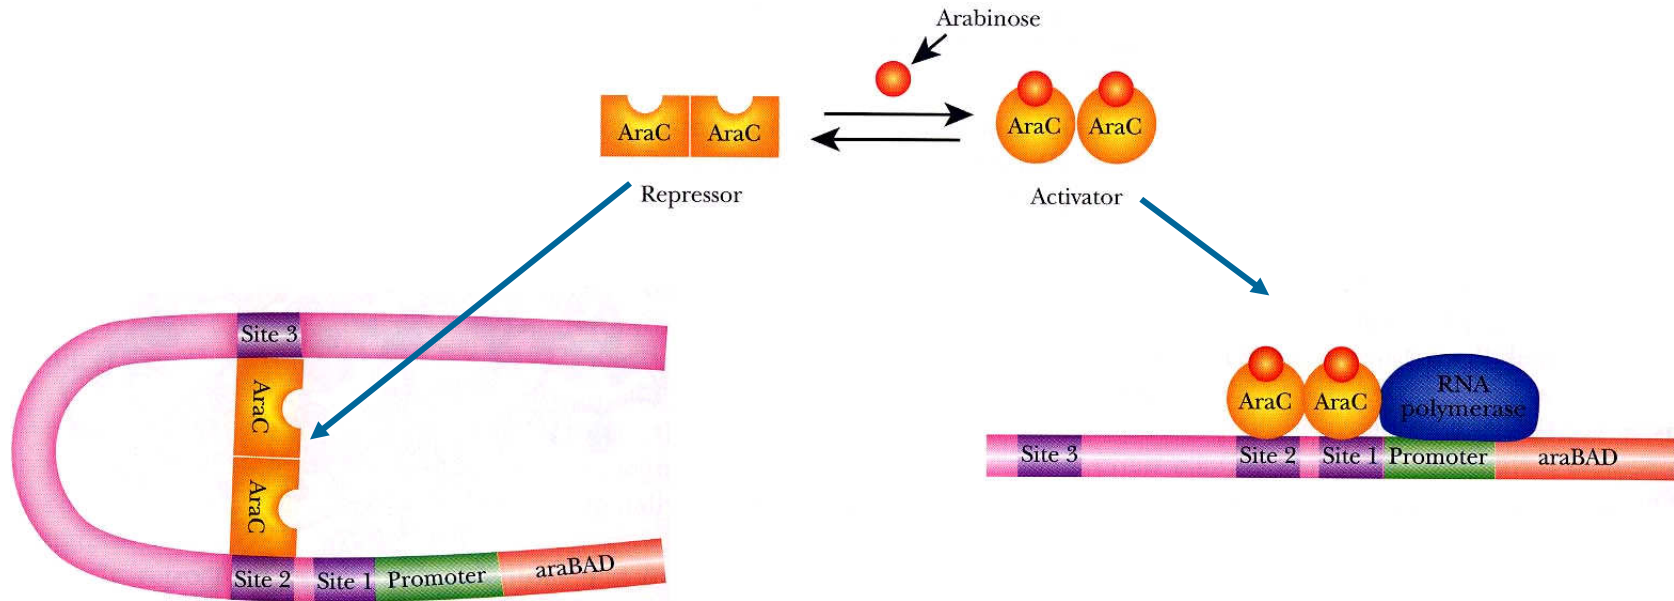 Arabinose
AraC AraC
AraC AraC
Repressor
Activator
Site 3
AraC
AraC
Site 2 Site 1 Promoter araBAD
RNA
polymerase
AraC AraC
Site 3 Site 2 Site 1 Promoter araBAD